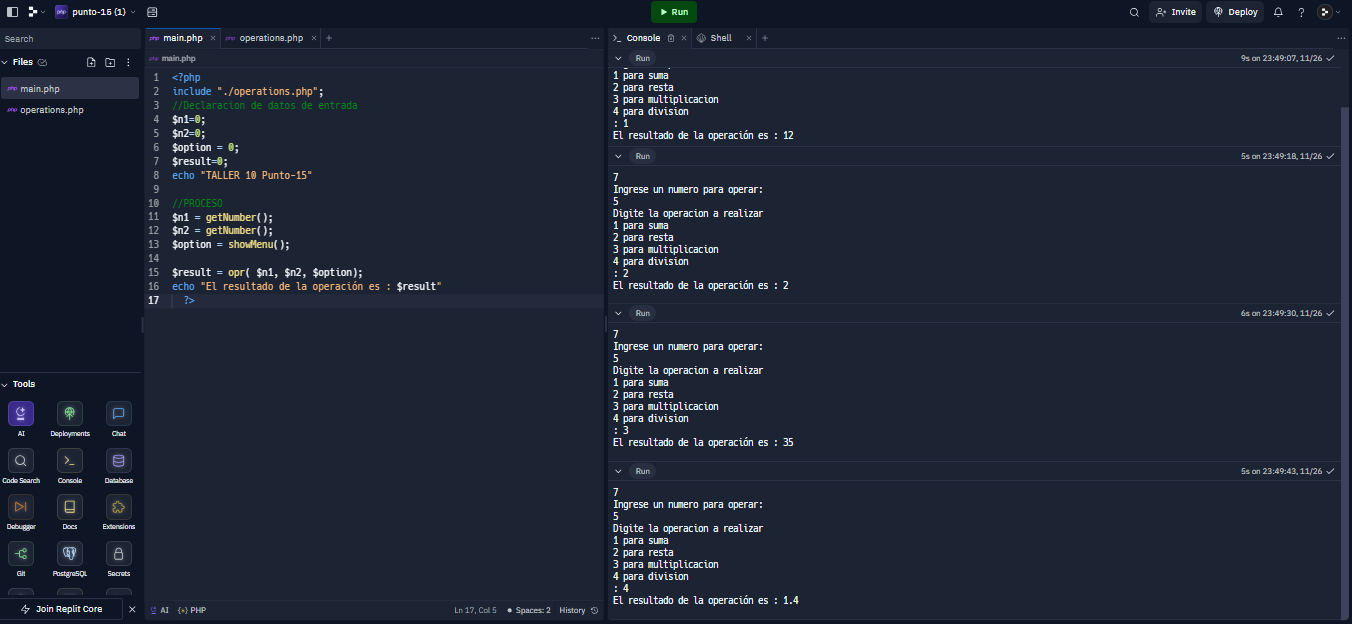 php punto-15 (1)
Run
Invite
Deploy
?
Search
Files
php main.php
php operations.php
Tools
AI
Deployments
Chat
Code Search
Console
Database
Debugger
Docs
Extensions
Git
PostgreSQL
Secrets
Join Replit Core
php main.php
php operations.php
php main.php
1 <?php
2 include "./operations.php";
3 //Declaracion de datos de entrada
4 $n1=0;
5 $n2=0;
6 $option = 0;
7 $result=0;
8 echo "TALLER 10 Punto-15"
9
10 //PROCESO
11 $n1 = getNumber();
12 $n2 = getNumber();
13 $option = showMenu();
14
15 $result = opr( $n1, $n2, $option);
16 echo "El resultado de la operación es : $result"
17 ?>
AI
PHP
Ln 17, Col 5
Spaces: 2
History
Console
Shell
Run
9s on 23:49:07, 11/26
1 para suma
2 para resta
3 para multiplicacion
4 para division
: 1
El resultado de la operación es : 12
Run
5s on 23:49:18, 11/26
7
Ingrese un numero para operar:
5
Digite la operacion a realizar
1 para suma
2 para resta
3 para multiplicacion
4 para division
: 2
El resultado de la operación es : 2
Run
6s on 23:49:30, 11/26
7
Ingrese un numero para operar:
5
Digite la operacion a realizar
1 para suma
2 para resta
3 para multiplicacion
4 para division
: 3
El resultado de la operación es : 35
Run
5s on 23:49:43, 11/26
7
Ingrese un numero para operar:
5
Digite la operacion a realizar
1 para suma
2 para resta
3 para multiplicacion
4 para division
: 4
El resultado de la operación es : 1.4